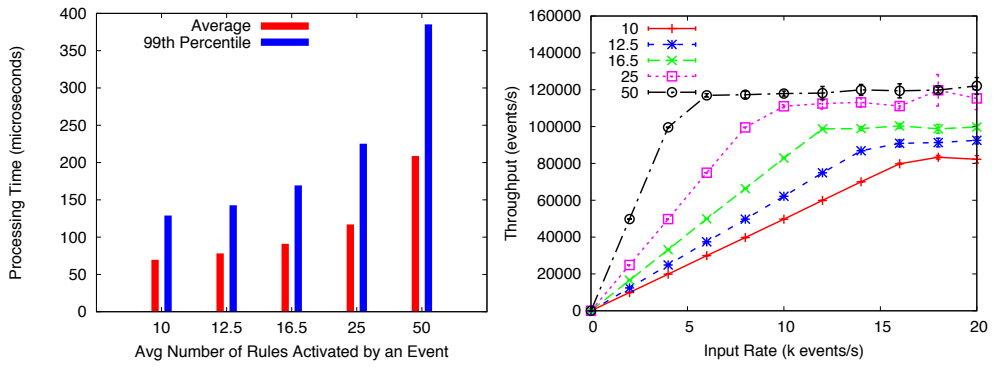 400
350
300
250
200
150
100
50
0
Processing Time (microseconds)
Average
99th Percentile
10 12.5 16.5 25 50
Avg Number of Rules Activated by an Event
160000
140000
120000
100000
80000
60000
40000
20000
0
Throughput (events/s)
10
12.5
16.5
25
50
0 5 10 15 20
Input Rate (k events/s)